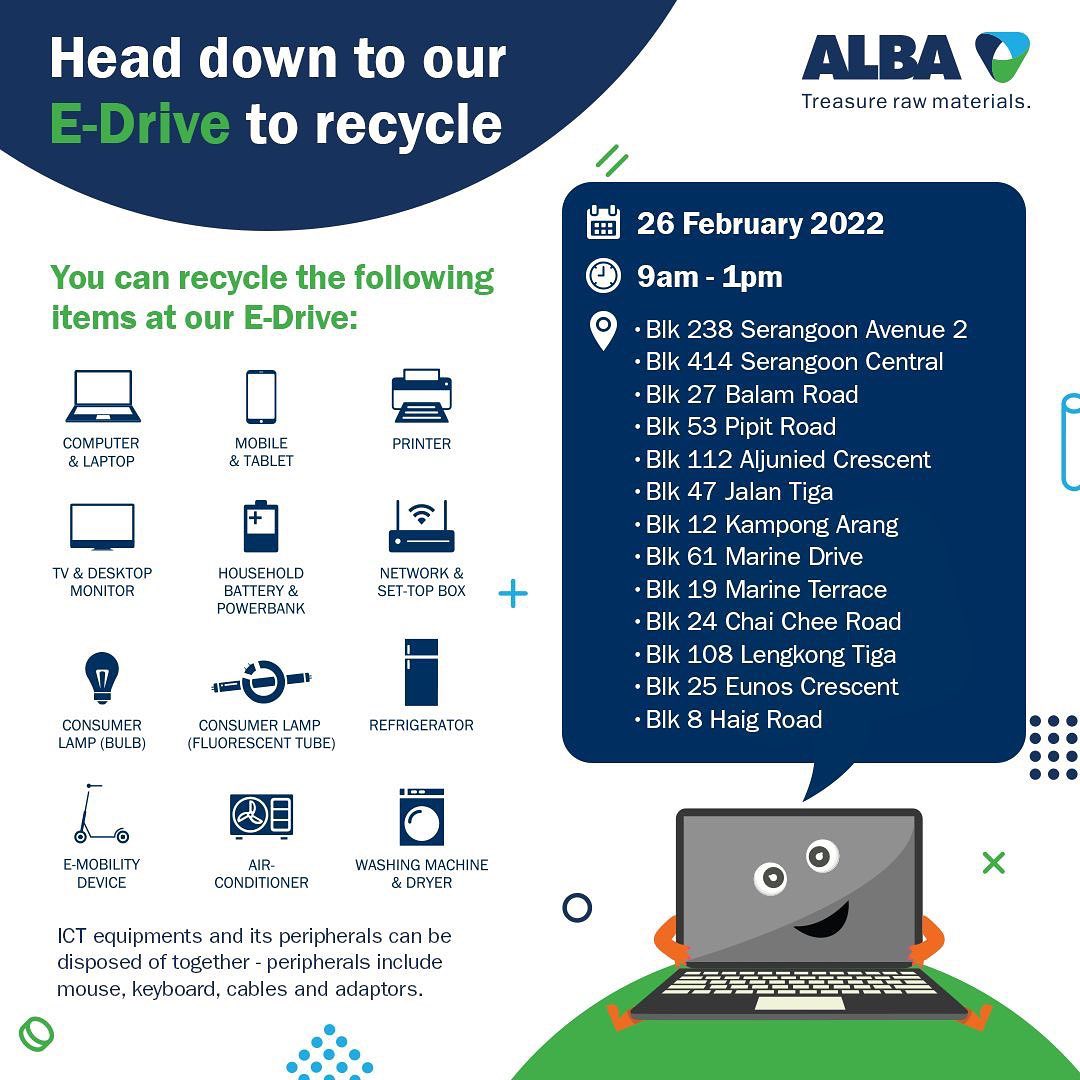 Head down to our
E-Drive to recycle
ALBA
Treasure raw materials.
You can recycle the following
items at our E-Drive:
COMPUTER
& LAPTOP
MOBILE
& TABLET
PRINTER
TV & DESKTOP
MONITOR
HOUSEHOLD
BATTERY &
POWERBANK
NETWORK &
SET-TOP BOX
CONSUMER
LAMP (BULB)
CONSUMER LAMP
(FLUORESCENT TUBE)
REFRIGERATOR
E-MOBILITY
DEVICE
AIR-
CONDITIONER
WASHING MACHINE
& DRYER
ICT equipments and its peripherals can be
disposed of together - peripherals include
mouse, keyboard, cables and adaptors.
26 February 2022
9am - 1pm
• Blk 238 Serangoon Avenue 2
• Blk 414 Serangoon Central
• Blk 27 Balam Road
• Blk 53 Pipit Road
• Blk 112 Aljunied Crescent
• Blk 47 Jalan Tiga
• Blk 12 Kampong Arang
• Blk 61 Marine Drive
• Blk 19 Marine Terrace
• Blk 24 Chai Chee Road
• Blk 108 Lengkong Tiga
• Blk 25 Eunos Crescent
• Blk 8 Haig Road